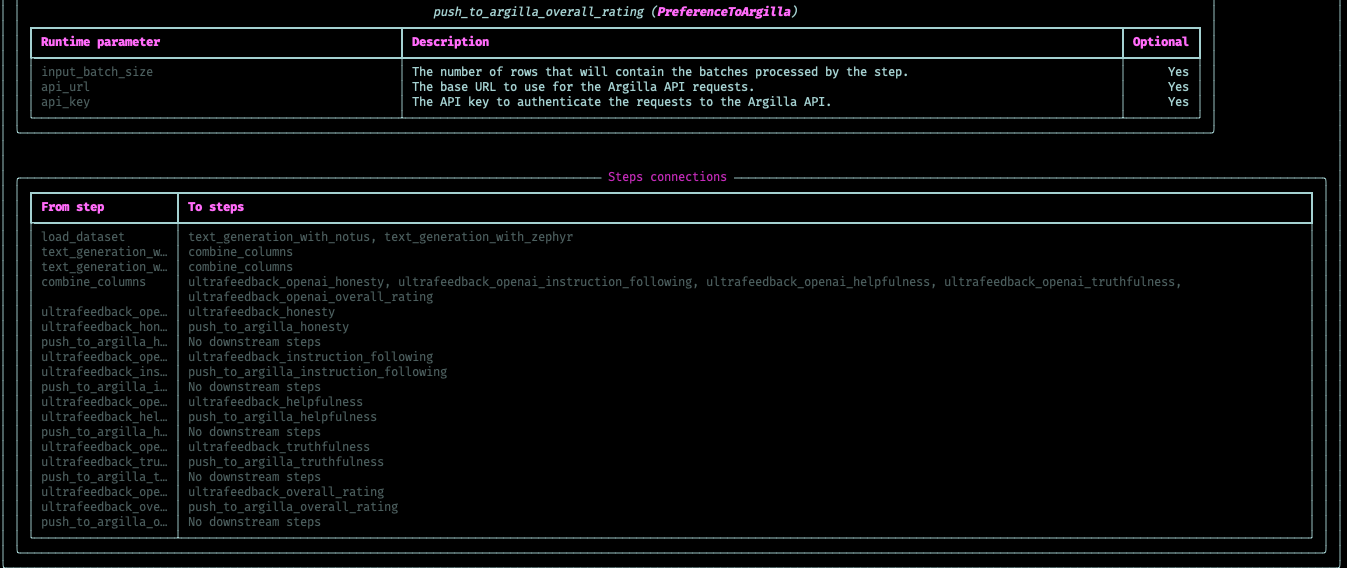 push_to_argilla_overall_rating (PreferenceToArgilla)
Runtime parameter Description Optional
input_batch_size The number of rows that will contain the batches processed by the step. Yes
api_url The base URL to use for the Argilla API requests. Yes
api_key The API key to authenticate the requests to the Argilla API. Yes
Steps connections
From step To steps
load_dataset text_generation_with_notus, text_generation_with_zephyr
text_generation_w… combine_columns
text_generation_w… combine_columns
combine_columns ultrafeedback_openai_honesty, ultrafeedback_openai_instruction_following, ultrafeedback_openai_helpfulness, ultrafeedback_openai_truthfulness,
ultrafeedback_openai_overall_rating
ultrafeedback_ope… ultrafeedback_honesty
ultrafeedback_hon… push_to_argilla_honesty
push_to_argilla_h… No downstream steps
ultrafeedback_ope… ultrafeedback_instruction_following
ultrafeedback_ins… push_to_argilla_instruction_following
push_to_argilla_i… No downstream steps
ultrafeedback_ope… ultrafeedback_helpfulness
ultrafeedback_hel… push_to_argilla_helpfulness
push_to_argilla_h… No downstream steps
ultrafeedback_ope… ultrafeedback_truthfulness
ultrafeedback_tru… push_to_argilla_truthfulness
push_to_argilla_t… No downstream steps
ultrafeedback_ope… ultrafeedback_overall_rating
ultrafeedback_ove… push_to_argilla_overall_rating
push_to_argilla_o… No downstream steps